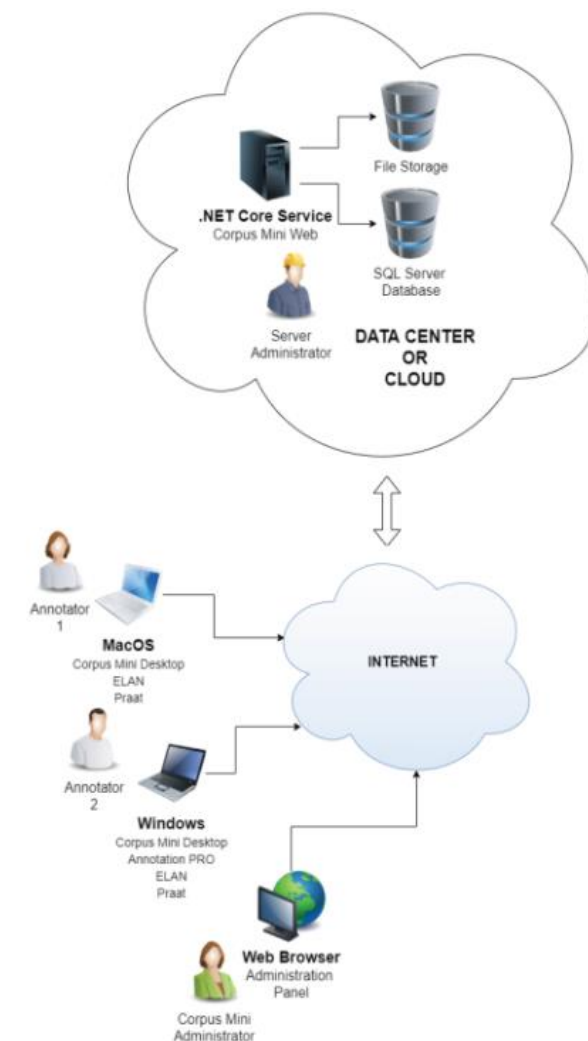 File Storage
.NET Core Service
Corpus Mini Web
SQL Server
Database
Server
Administrator
DATA CENTER
OR
CLOUD
Annotator
1
MacOS
Corpus Mini Desktop
ELAN
Praat
INTERNET
Annotator
2
Windows
Corpus Mini Desktop
Annotation PRO
ELAN
Praat
Web Browser
Administration
Panel
Corpus Mini
Administrator